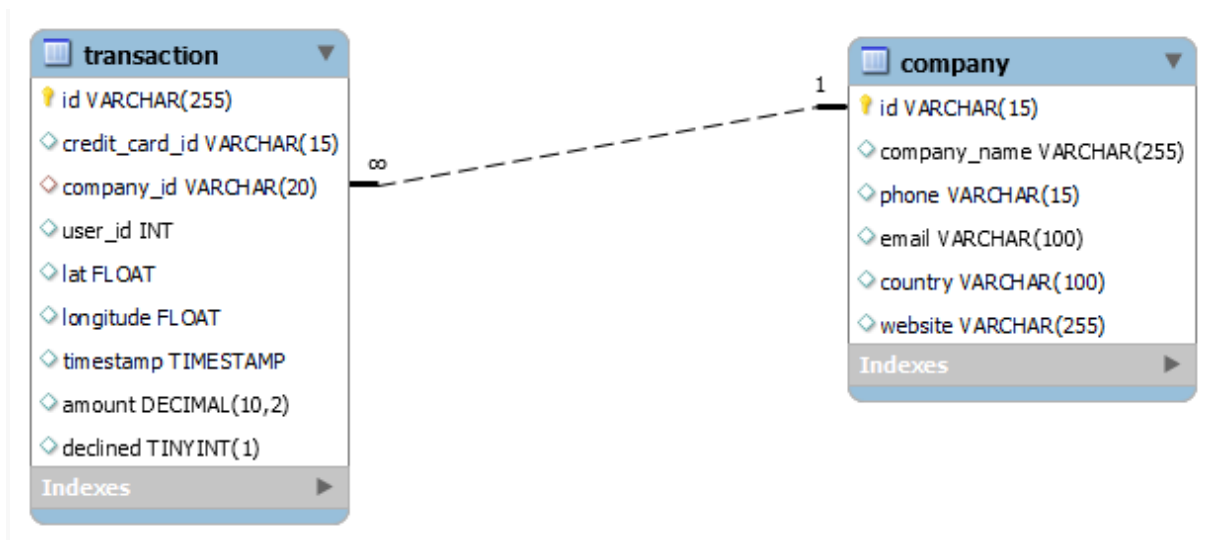 transaction
id VARCHAR(255)
credit_card_id VARCHAR(15)
company_id VARCHAR(20)
user_id INT
lat FLOAT
longitude FLOAT
timestamp TIMESTAMP
amount DECIMAL(10,2)
declined TINYINT(1)
Indexes
∞
1
company
id VARCHAR(15)
company_name VARCHAR(255)
phone VARCHAR(15)
email VARCHAR(100)
country VARCHAR(100)
website VARCHAR(255)
Indexes